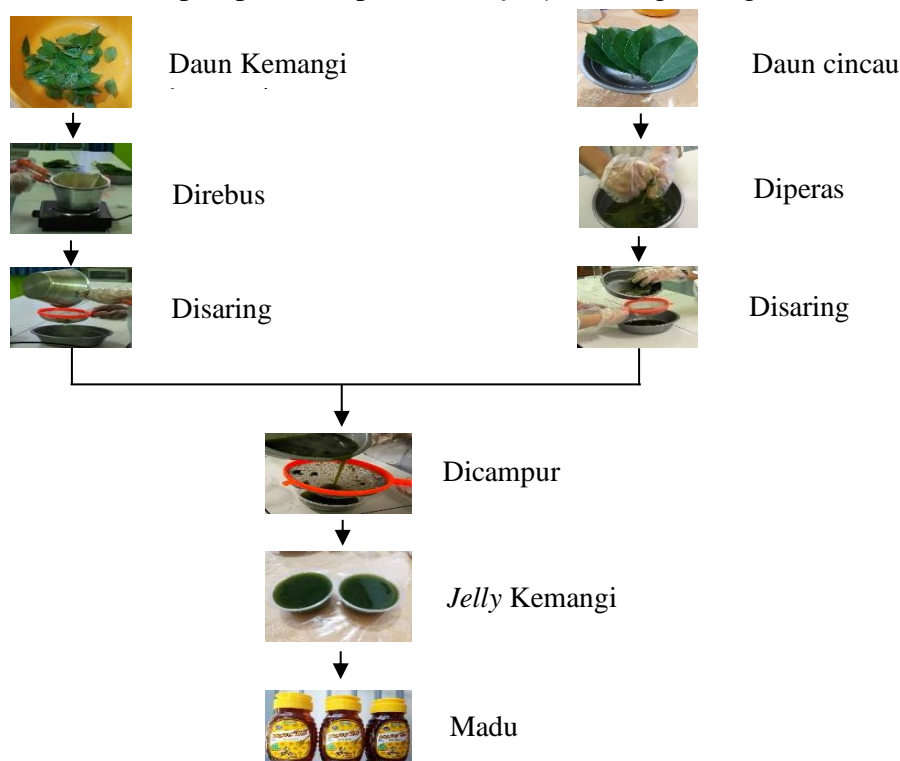 Daun Kemangi
Daun cincau
Direbus
Diperas
Disaring
Disaring
Dicampur
Jelly Kemangi
Madu